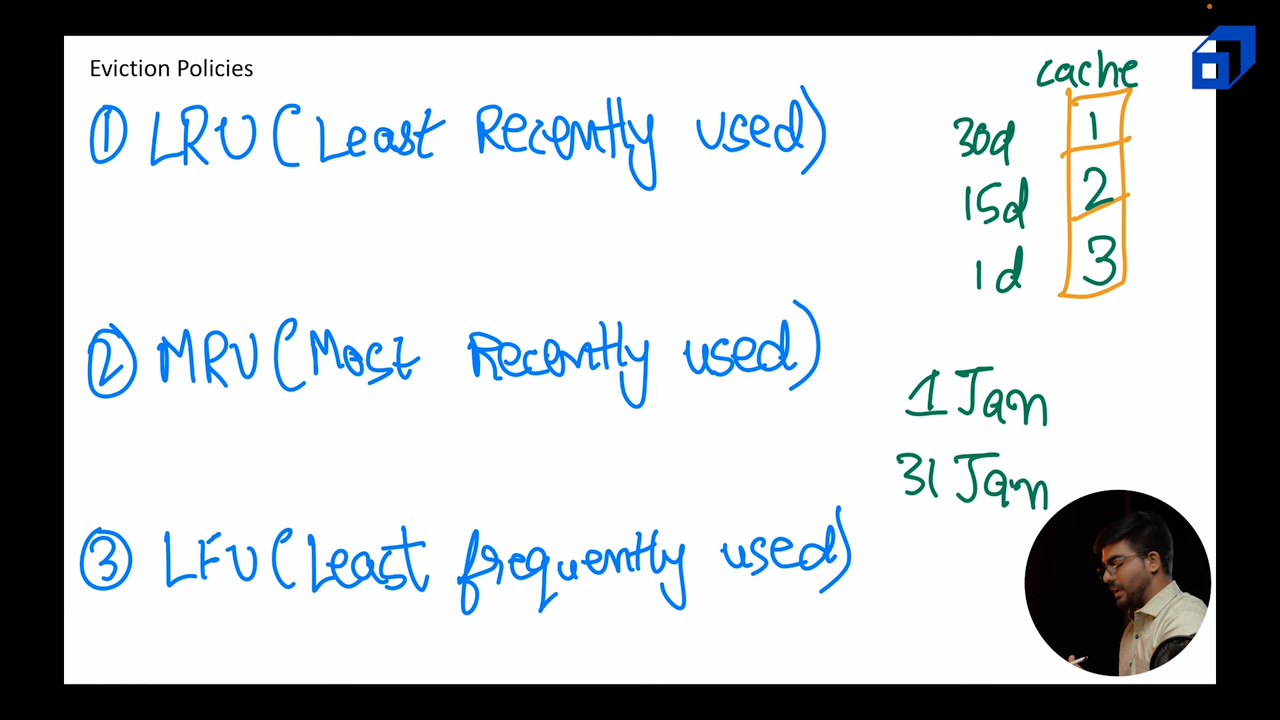 Eviction Policies
① LRU (Least Recently used)
② MRU (Most Recently used)
③ LFU (Least frequently used)
cache
30d 1
15d 2
1d 3
1 Jan
31 Jan